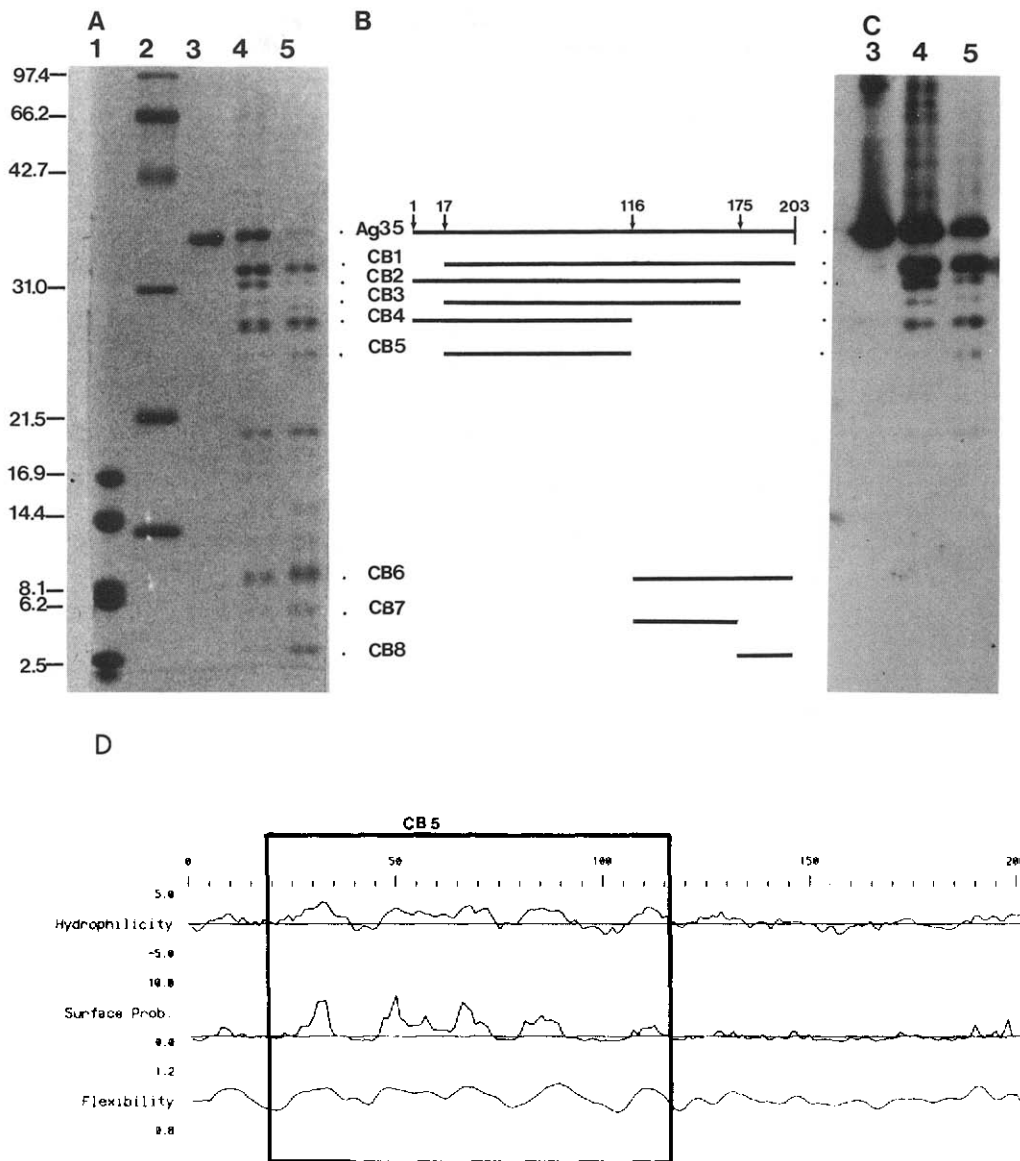 A
B
C
1 2 3 4 5
3 4 5
97.4
66.2
42.7
31.0
21.5
16.9
14.4
8.1
6.2
2.5
1 17 116 175 203
Ag35
CB1
CB2
CB3
CB4
CB5
CB6
CB7
CB8
D
CB5
0 50 100 150 200
5.0
Hydrophilicity
-5.0
10.0
Surface Prob.
0.0
1.2
Flexibility
0.8